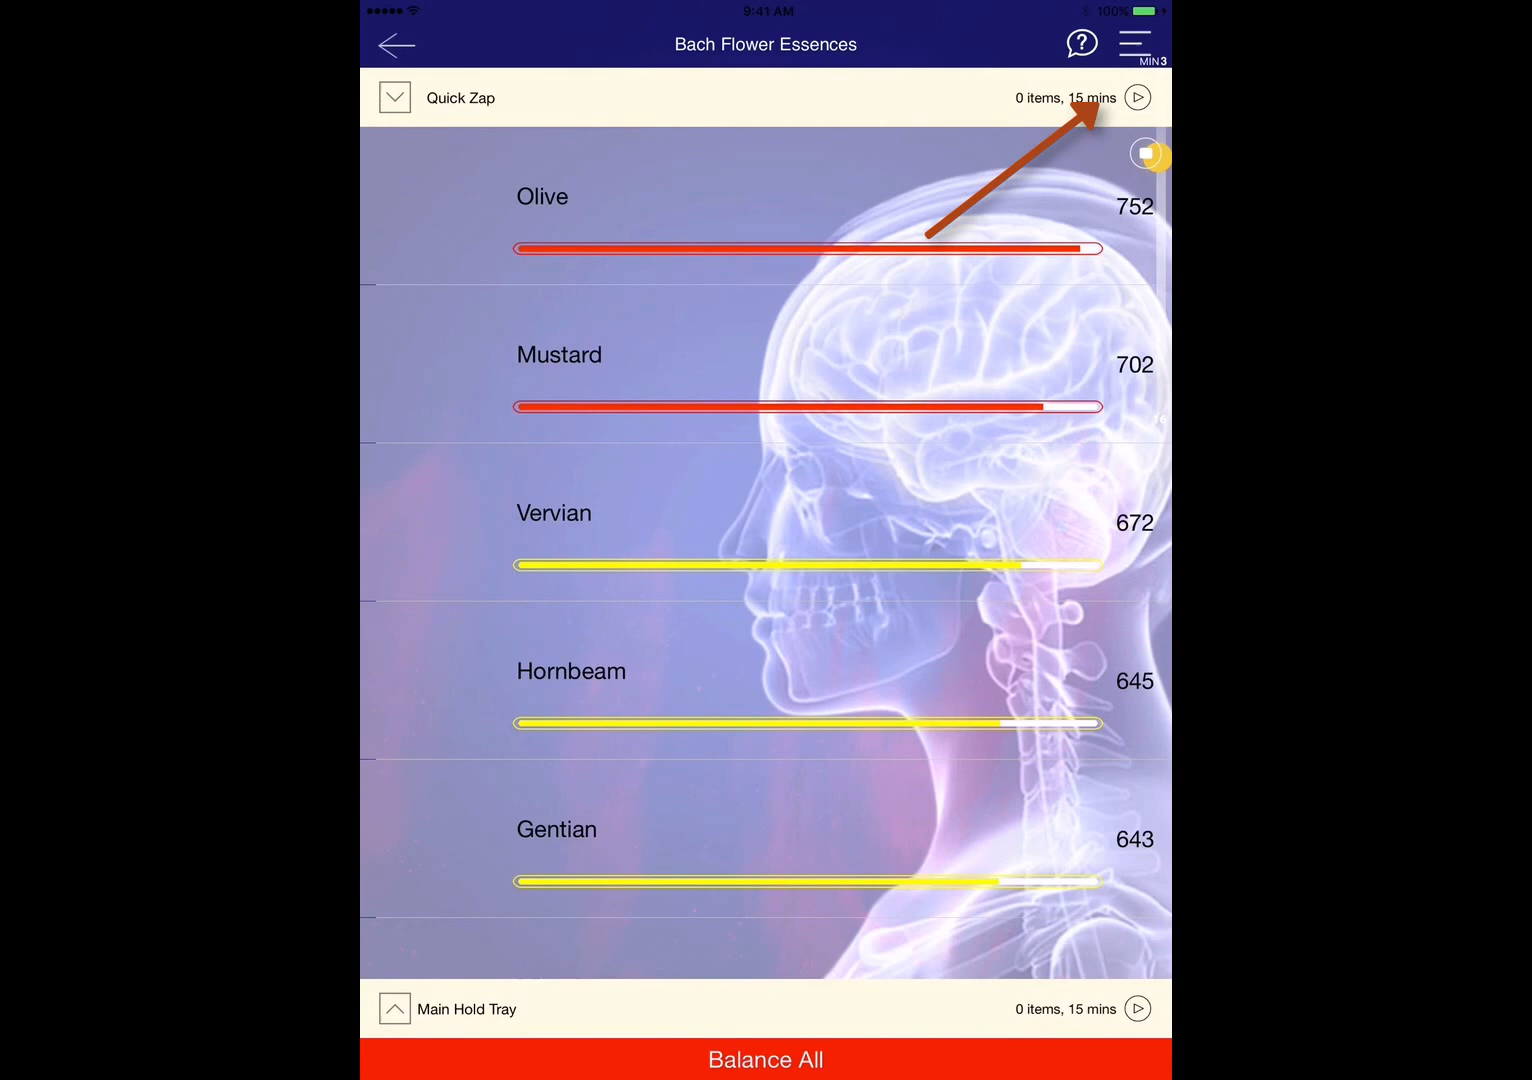 9:41 AM
100%
Bach Flower Essences
MIN3
Quick Zap
0 items, 15 mins
Olive
752
Mustard
702
Vervian
672
Hornbeam
645
Gentian
643
Main Hold Tray
0 items, 15 mins
Balance All